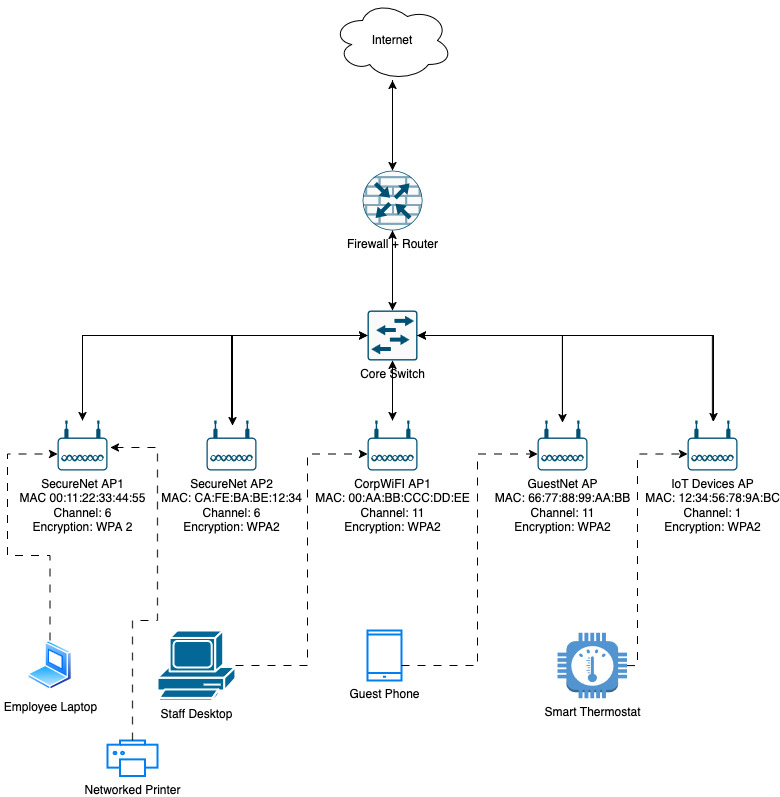 Internet
Firewall + Router
Core Switch
SecureNet AP1
MAC 00:11:22:33:44:55
Channel: 6
Encryption: WPA 2
SecureNet AP2
MAC: CA:FE:BA:BE:12:34
Channel: 6
Encryption: WPA2
CorpWiFI AP1
MAC: 00:AA:BB:CCC:DD:EE
Channel: 11
Encryption: WPA2
GuestNet AP
MAC: 66:77:88:99:AA:BB
Channel: 11
Encryption: WPA2
IoT Devices AP
MAC: 12:34:56:78:9A:BC
Channel: 1
Encryption: WPA2
Employee Laptop
Staff Desktop
Guest Phone
Smart Thermostat
Networked Printer